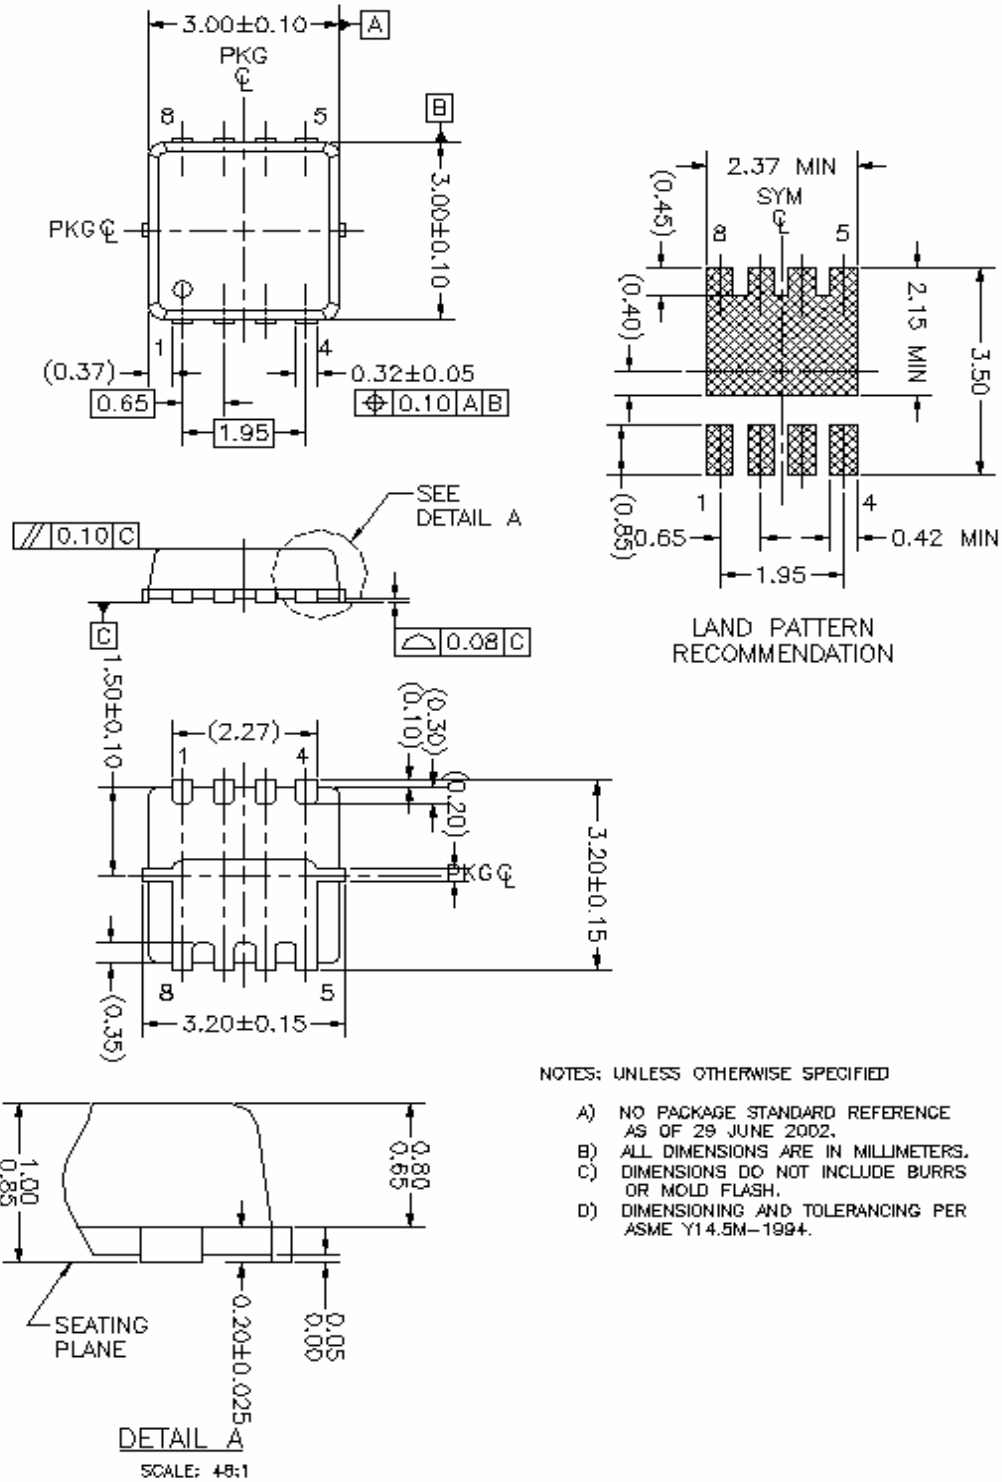 3.00±0.10 A
PKG
℄
8 5
B
3.00±0.10
PKG ℄
1 4
(0.37)
0.32±0.05
0.65
⌖ 0.10 A B
1.95
2.37 MIN
SYM
℄
(0.45)
8 5
(0.40)
2.15 MIN
3.50
1 4
(0.85)
0.65
0.42 MIN
1.95
LAND PATTERN
RECOMMENDATION
SEE
DETAIL A
// 0.10 C
C
⌓ 0.08 C
1.50±0.10
(2.27)
(0.10)
(0.30)
(0.20)
1 4
PKG ℄
3.20±0.15
8 5
(0.35)
3.20±0.15
NOTES: UNLESS OTHERWISE SPECIFIED
A) NO PACKAGE STANDARD REFERENCE
AS OF 29 JUNE 2002.
B) ALL DIMENSIONS ARE IN MILLIMETERS.
C) DIMENSIONS DO NOT INCLUDE BURRS
OR MOLD FLASH.
D) DIMENSIONING AND TOLERANCING PER
ASME Y14.5M-1994.
1.00
0.85
0.80
0.65
0.05
0.00
0.20±0.025
SEATING
PLANE
DETAIL A
SCALE: 48:1